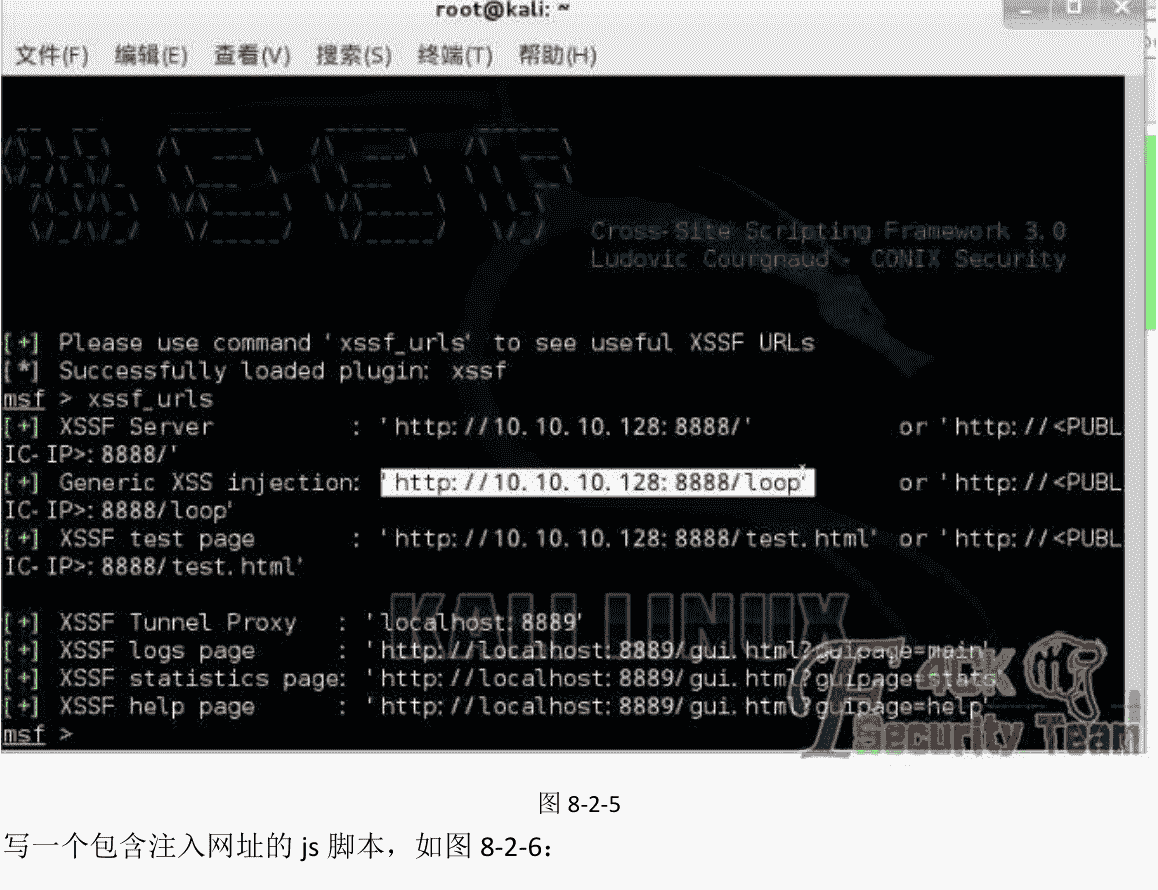 root@kali: ~
文件(F) 编辑(E) 查看(V) 搜索(S) 终端(T) 帮助(H)
Cross-Site Scripting Framework 3.0
Ludovic Courgnaud - CONIX Security
[+] Please use command 'xssf_urls' to see useful XSSF URLs
[*] Successfully loaded plugin: xssf
msf > xssf_urls
[+] XSSF Server : 'http://10.10.10.128:8888/' or 'http://<PUBL
IC-IP>:8888/'
[+] Generic XSS injection: 'http://10.10.10.128:8888/loop' or 'http://<PUBL
IC-IP>:8888/loop'
[+] XSSF test page : 'http://10.10.10.128:8888/test.html' or 'http://<PUBL
IC-IP>:8888/test.html'
[+] XSSF Tunnel Proxy : 'localhost:8889'
[+] XSSF logs page : 'http://localhost:8889/gui.html?guipage=main'
[+] XSSF statistics page: 'http://localhost:8889/gui.html?guipage=stats'
[+] XSSF help page : 'http://localhost:8889/gui.html?guipage=help'
msf >
KALI LINUX
F4CK
Security Team
图 8-2-5
写一个包含注入网址的 js 脚本，如图 8-2-6：